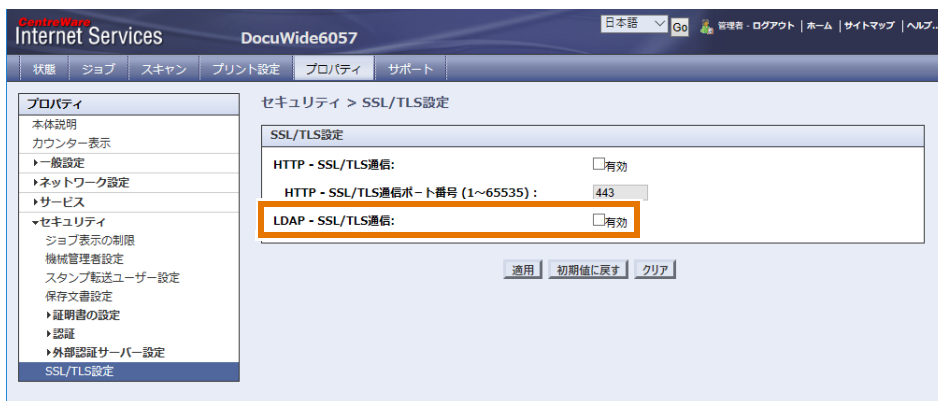 CentreWare
Internet Services DocuWide6057 日本語 Go 管理者 - ログアウト | ホーム | サイトマップ | ヘルプ...
状態 ジョブ スキャン プリント設定 プロパティ サポート
プロパティ
本体説明
カウンター表示
一般設定
ネットワーク設定
サービス
セキュリティ
ジョブ表示の制限
機械管理者設定
スタンプ転送ユーザー設定
保存文書設定
証明書の設定
認証
外部認証サーバー設定
SSL/TLS設定
セキュリティ > SSL/TLS設定
SSL/TLS設定
HTTP - SSL/TLS通信: 有効
HTTP - SSL/TLS通信ポート番号 (1~65535) : 443
LDAP - SSL/TLS通信: 有効
適用 初期値に戻す クリア